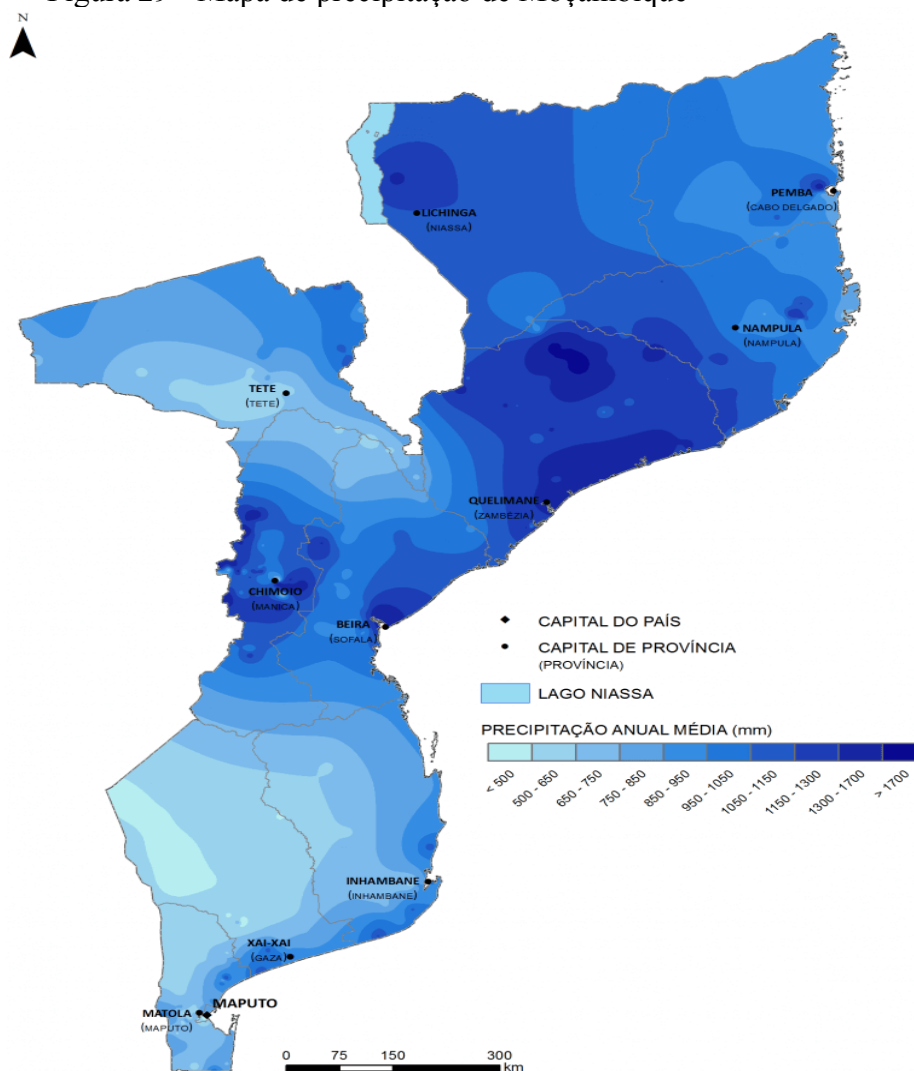 Figura 29 - Mapa de precipitação de Moçambique
N
LICHINGA
(NIASSA)
PEMBA
(CABO DELGADO)
NAMPULA
(NAMPULA)
TETE
(TETE)
QUELIMANE
(ZAMBÉZIA)
CHIMOIO
(MANICA)
BEIRA
(SOFALA)
CAPITAL DO PAÍS
CAPITAL DE PROVÍNCIA
(PROVÍNCIA)
LAGO NIASSA
PRECIPITAÇÃO ANUAL MÉDIA (mm)
< 500
500 - 650
650 - 750
750 - 850
850 - 950
950 - 1050
1050 - 1150
1150 - 1300
1300 - 1700
> 1700
INHAMBANE
(INHAMBANE)
XAI-XAI
(GAZA)
MAPUTO
MATOLA
(MAPUTO)
0 75 150 300
km